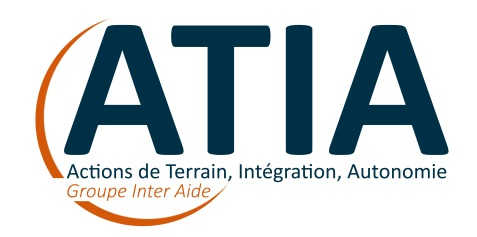 ATIA
Actions de Terrain, Intégration, Autonomie
Groupe Inter Aide